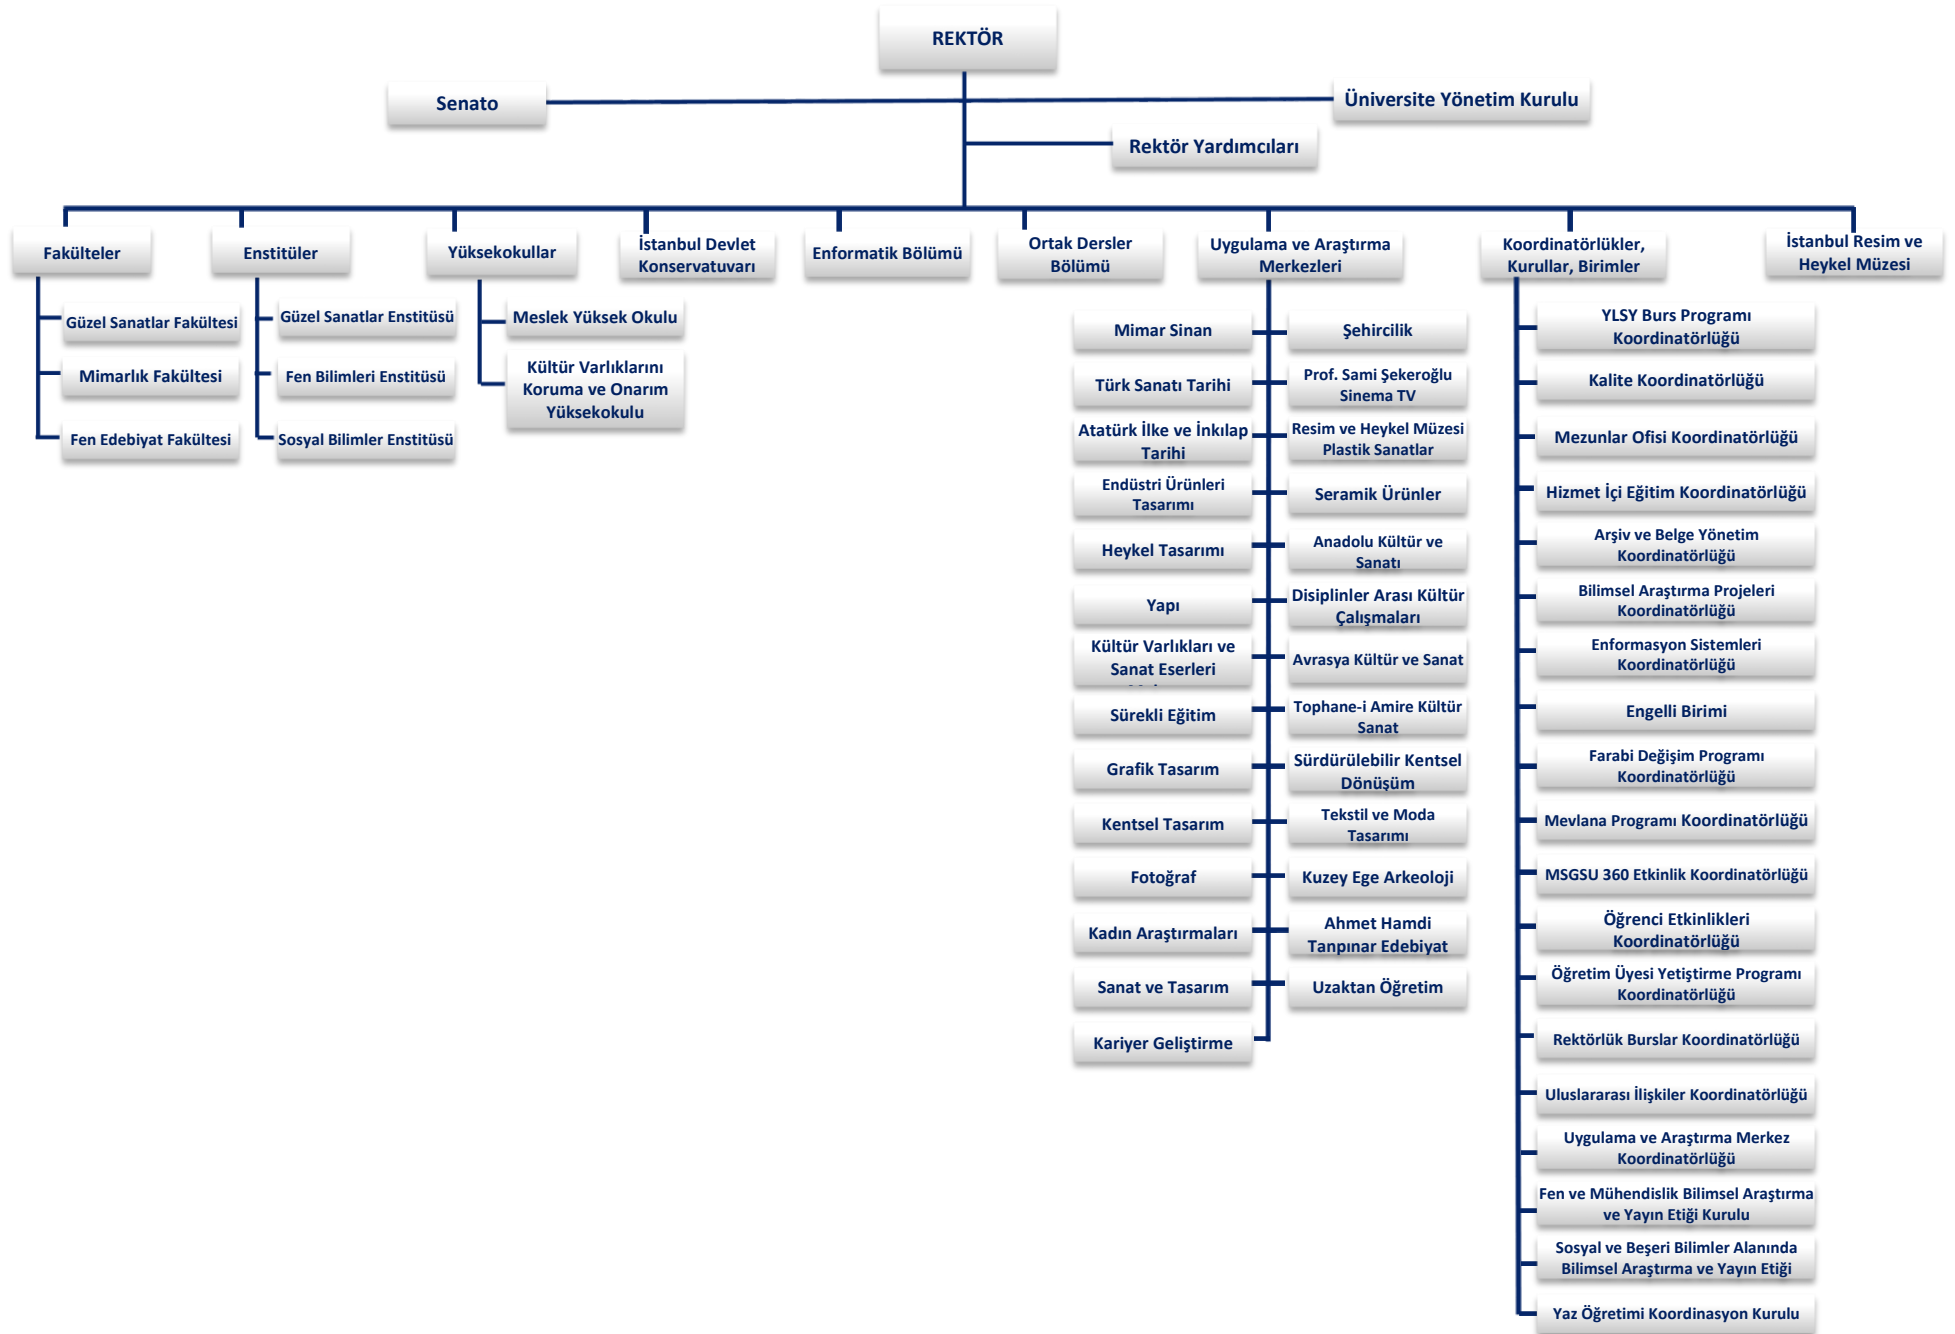 REKTÖR
Senato
Üniversite Yönetim Kurulu
Rektör Yardımcıları
Fakülteler
Enstitüler
Yüksekokullar
İstanbul Devlet
Konservatuvarı
Enformatik Bölümü
Ortak Dersler
Bölümü
Uygulama ve Araştırma
Merkezleri
Koordinatörlükler,
Kurullar, Birimler
İstanbul Resim ve
Heykel Müzesi
Güzel Sanatlar Fakültesi
Mimarlık Fakültesi
Fen Edebiyat Fakültesi
Güzel Sanatlar Enstitüsü
Fen Bilimleri Enstitüsü
Sosyal Bilimler Enstitüsü
Meslek Yüksek Okulu
Kültür Varlıklarını
Koruma ve Onarım
Yüksekokulu
Mimar Sinan
Şehircilik
Türk Sanatı Tarihi
Prof. Sami Şekeroğlu
Sinema TV
Atatürk İlke ve İnkılap
Tarihi
Resim ve Heykel Müzesi
Plastik Sanatlar
Endüstri Ürünleri
Tasarımı
Seramik Ürünler
Heykel Tasarımı
Anadolu Kültür ve
Sanatı
Yapı
Disiplinler Arası Kültür
Çalışmaları
Kültür Varlıkları ve
Sanat Eserleri
Avrasya Kültür ve Sanat
Sürekli Eğitim
Tophane-i Amire Kültür
Sanat
Grafik Tasarım
Sürdürülebilir Kentsel
Dönüşüm
Kentsel Tasarım
Tekstil ve Moda
Tasarımı
Fotoğraf
Kuzey Ege Arkeoloji
Kadın Araştırmaları
Ahmet Hamdi
Tanpınar Edebiyat
Sanat ve Tasarım
Uzaktan Öğretim
Kariyer Geliştirme
YLSY Burs Programı
Koordinatörlüğü
Kalite Koordinatörlüğü
Mezunlar Ofisi Koordinatörlüğü
Hizmet İçi Eğitim Koordinatörlüğü
Arşiv ve Belge Yönetim
Koordinatörlüğü
Bilimsel Araştırma Projeleri
Koordinatörlüğü
Enformasyon Sistemleri
Koordinatörlüğü
Engelli Birimi
Farabi Değişim Programı
Koordinatörlüğü
Mevlana Programı Koordinatörlüğü
MSGSU 360 Etkinlik Koordinatörlüğü
Öğrenci Etkinlikleri
Koordinatörlüğü
Öğretim Üyesi Yetiştirme Programı
Koordinatörlüğü
Rektörlük Burslar Koordinatörlüğü
Uluslararası İlişkiler Koordinatörlüğü
Uygulama ve Araştırma Merkez
Koordinatörlüğü
Fen ve Mühendislik Bilimsel Araştırma
ve Yayın Etiği Kurulu
Sosyal ve Beşeri Bilimler Alanında
Bilimsel Araştırma ve Yayın Etiği
Yaz Öğretimi Koordinasyon Kurulu